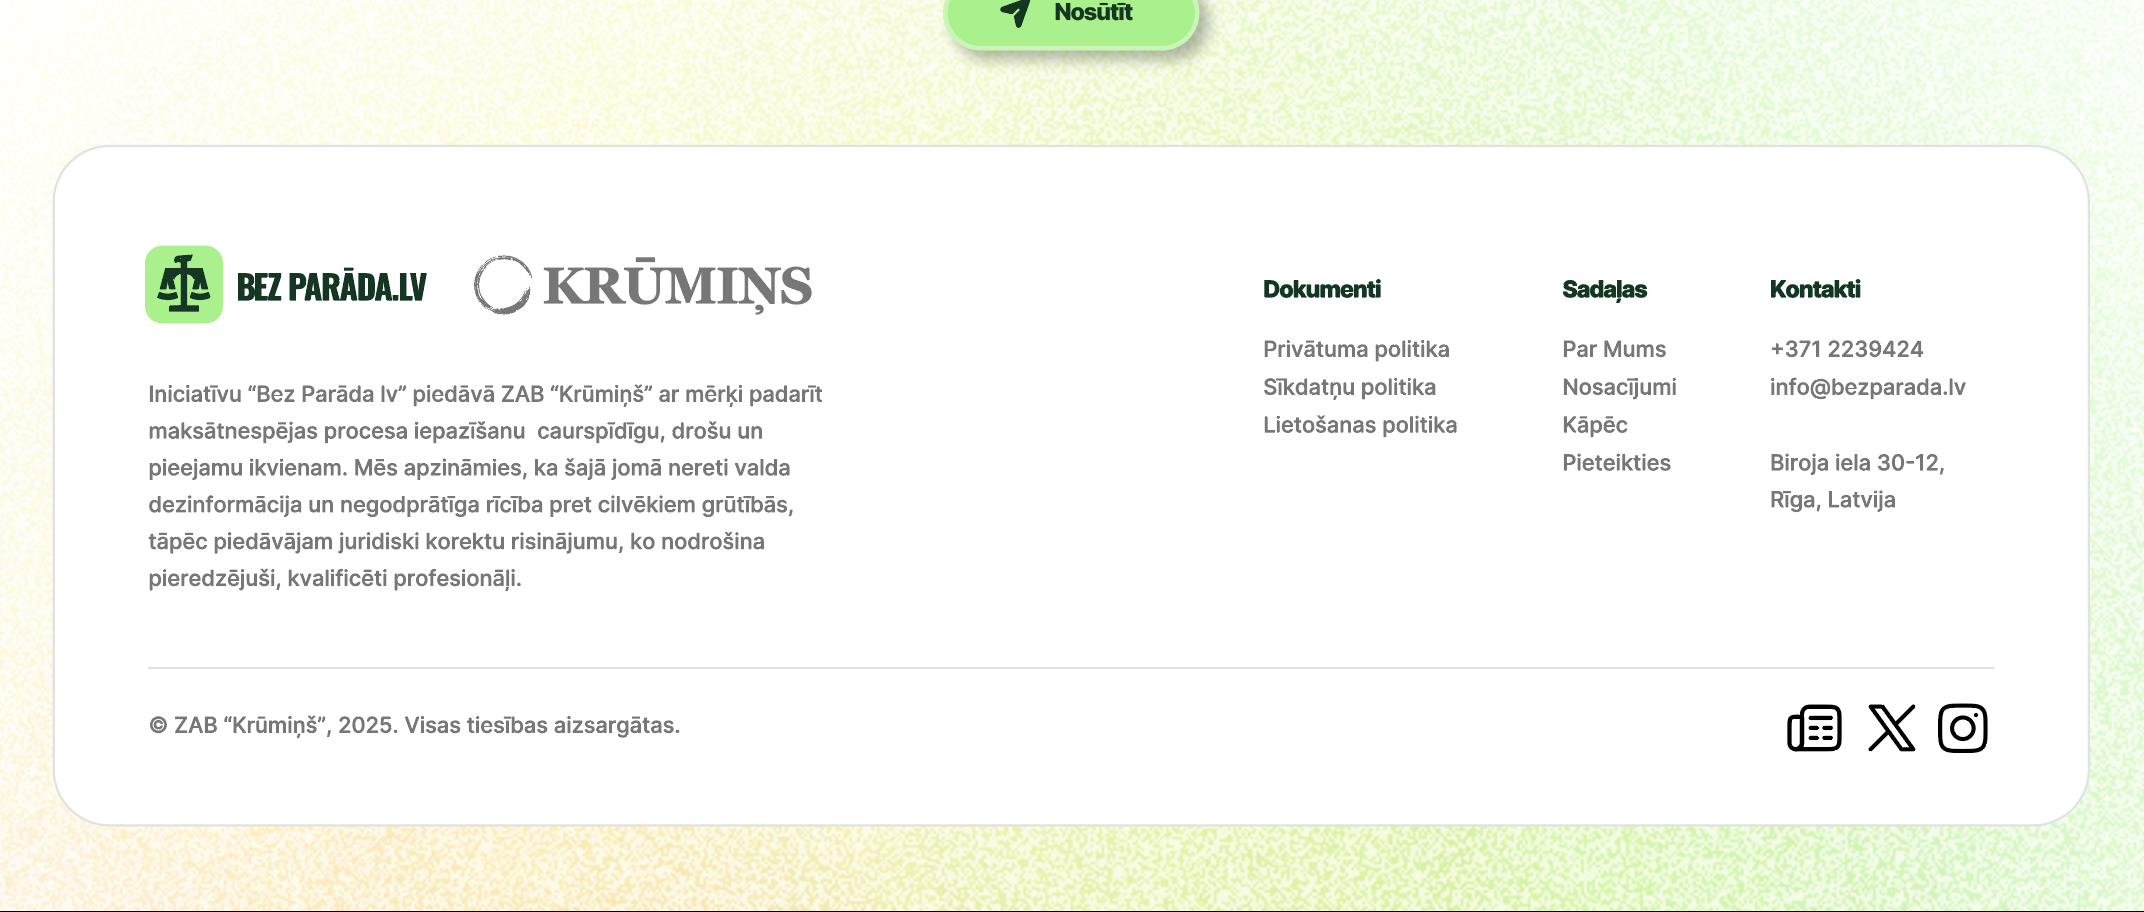 Nosūtīt
BEZ PARĀDA.LV
KRŪMIŅS
Iniciatīvu “Bez Parāda lv” piedāvā ZAB “Krūmiņš” ar mērķi padarīt
maksātnespējas procesa iepazīšanu  caurspīdīgu, drošu un
pieejamu ikvienam. Mēs apzināmies, ka šajā jomā nereti valda
dezinformācija un negodprātīga rīcība pret cilvēkiem grūtībās,
tāpēc piedāvājam juridiski korektu risinājumu, ko nodrošina
pieredzējuši, kvalificēti profesionāļi.
Dokumenti
Privātuma politika
Sīkdatņu politika
Lietošanas politika
Sadaļas
Par Mums
Nosacījumi
Kāpēc
Pieteikties
Kontakti
+371 2239424
info@bezparada.lv
Biroja iela 30-12,
Rīga, Latvija
© ZAB “Krūmiņš”, 2025. Visas tiesības aizsargātas.